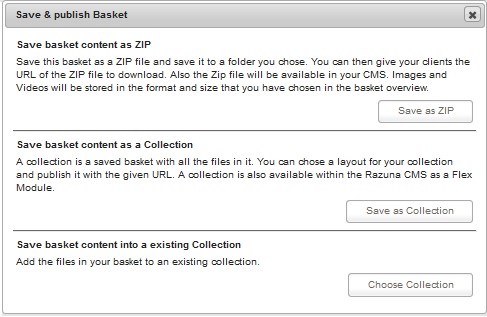 Save & publish Basket
Save basket content as ZIP
Save this basket as a ZIP file and save it to a folder you chose. You can then give your clients the
URL of the ZIP file to download. Also the Zip file will be available in your CMS. Images and
Videos will be stored in the format and size that you have chosen in the basket overview.
Save as ZIP
Save basket content as a Collection
A collection is a saved basket with all the files in it. You can chose a layout for your collection
and publish it with the given URL. A collection is also available within the Razuna CMS as a Flex
Module.
Save as Collection
Save basket content into a existing Collection
Add the files in your basket to an existing collection.
Choose Collection